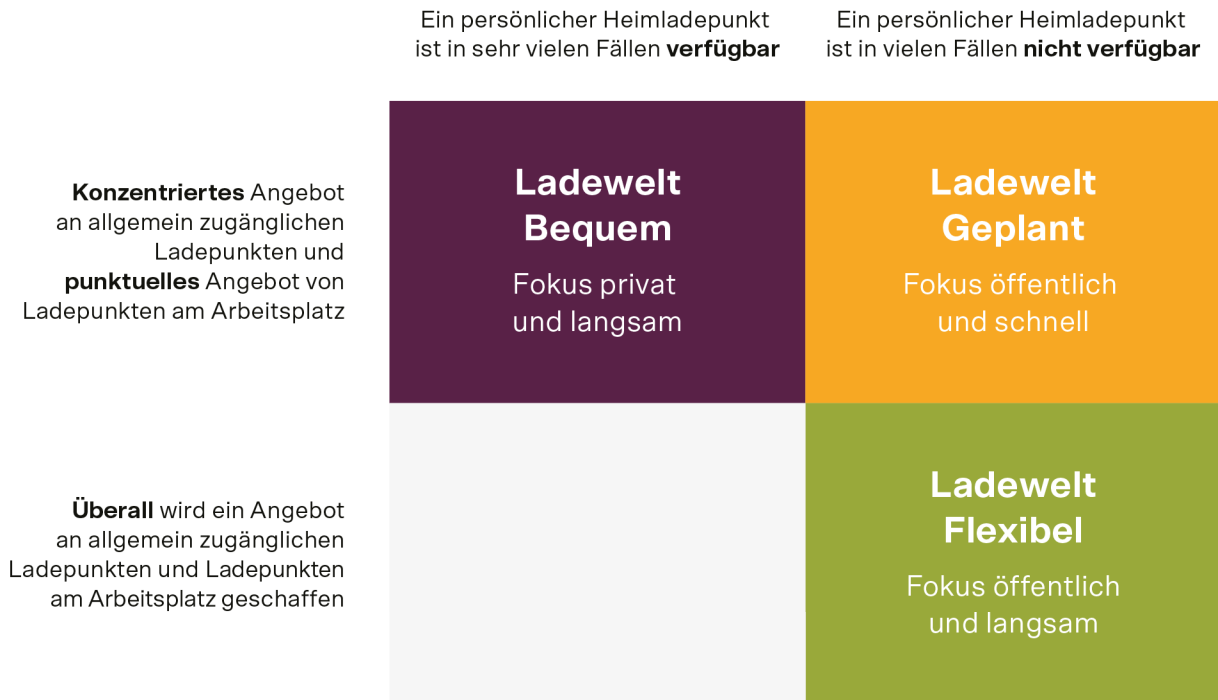 Ein persönlicher Heimladepunkt
ist in sehr vielen Fällen verfügbar
Ein persönlicher Heimladepunkt
ist in vielen Fällen nicht verfügbar
Konzentriertes Angebot
an allgemein zugänglichen
Ladepunkten und
punktuelles Angebot von
Ladepunkten am Arbeitsplatz
Ladewelt
Bequem
Fokus privat
und langsam
Ladewelt
Geplant
Fokus öffentlich
und schnell
Überall wird ein Angebot
an allgemein zugänglichen
Ladepunkten und Ladepunkten
am Arbeitsplatz geschaffen
Ladewelt
Flexibel
Fokus öffentlich
und langsam